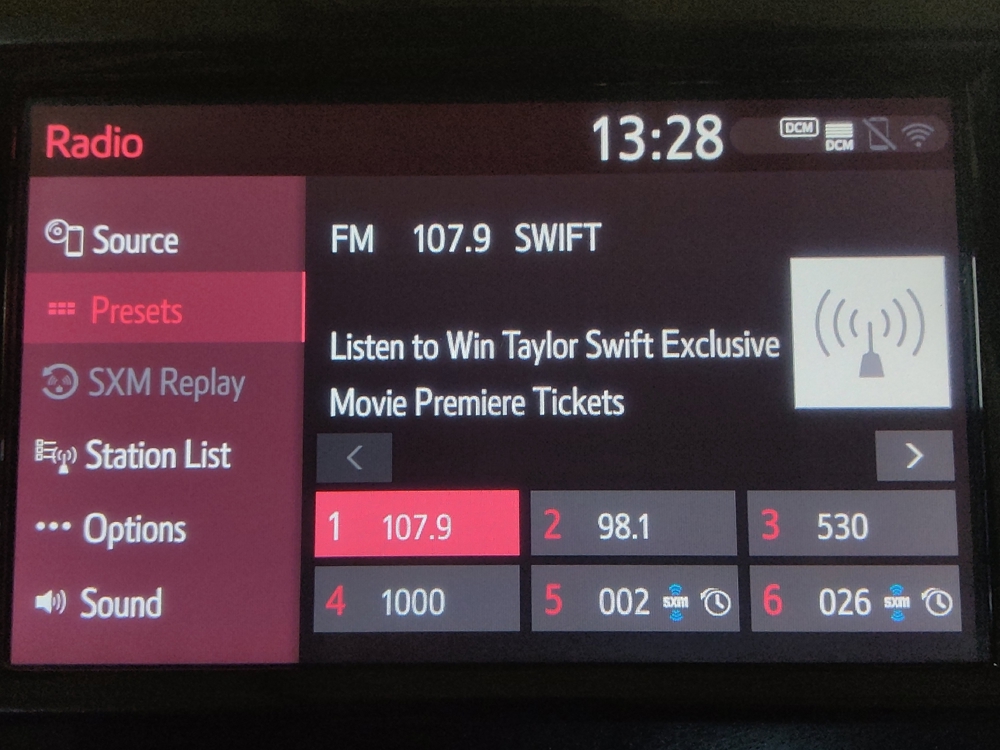 Radio
13:28
DCM
DCM
Source
Presets
SXM Replay
Station List
Options
Sound
FM 107.9 SWIFT
Listen to Win Taylor Swift Exclusive
Movie Premiere Tickets
<
>
1 107.9
2 98.1
3 530
4 1000
5 002 sxm
6 026 sxm